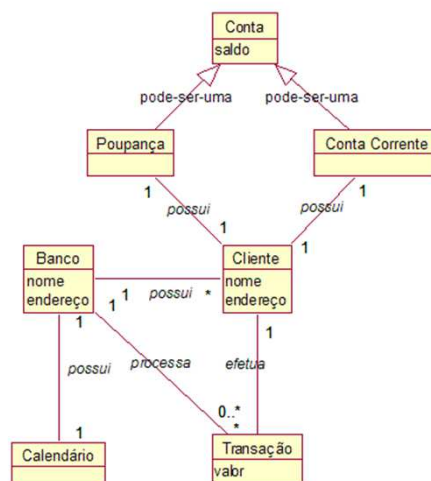 Conta
saldo
pode-ser-uma
pode-ser-uma
Poupança
Conta Corrente
1
1
possui
possui
1
1
Banco
nome
endereço
Cliente
nome
endereço
1
possui
*
1
1
1
possui
processa
efetua
0..*
*
1
Calendário
Transação
valor